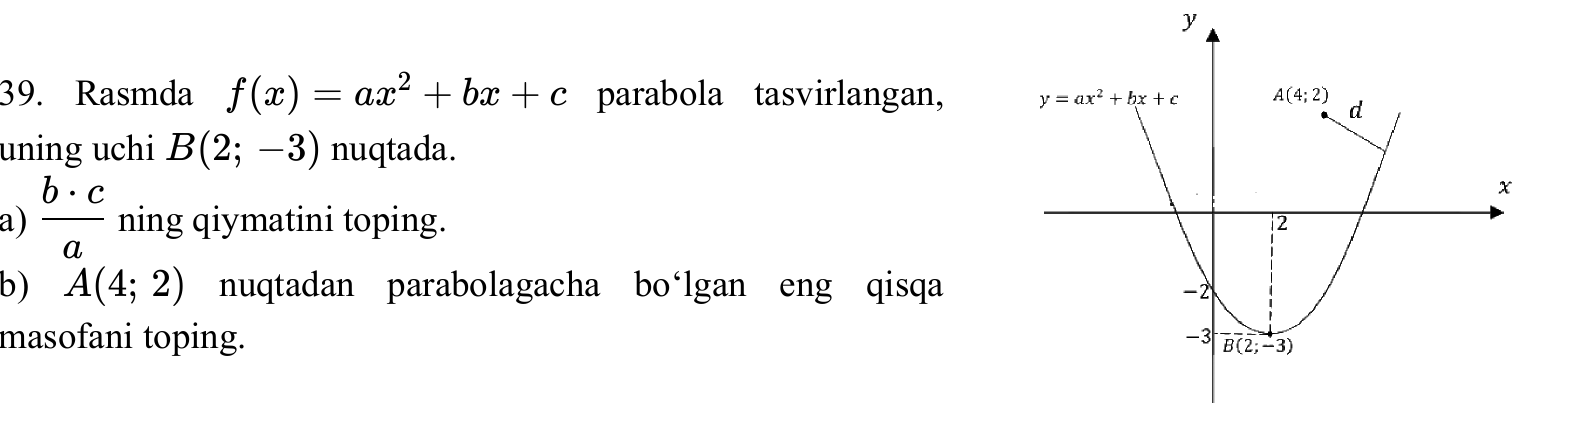 39. Rasmda f(x) = ax² + bx + c parabola tasvirlangan,
uning uchi B(2; −3) nuqtada.
a) b · c / a ning qiymatini toping.
b) A(4; 2) nuqtadan parabolagacha bo‘lgan eng qisqa
masofani toping.
y
y = ax² + bx + c
A(4; 2)
d
x
2
−2
−3
B(2; −3)